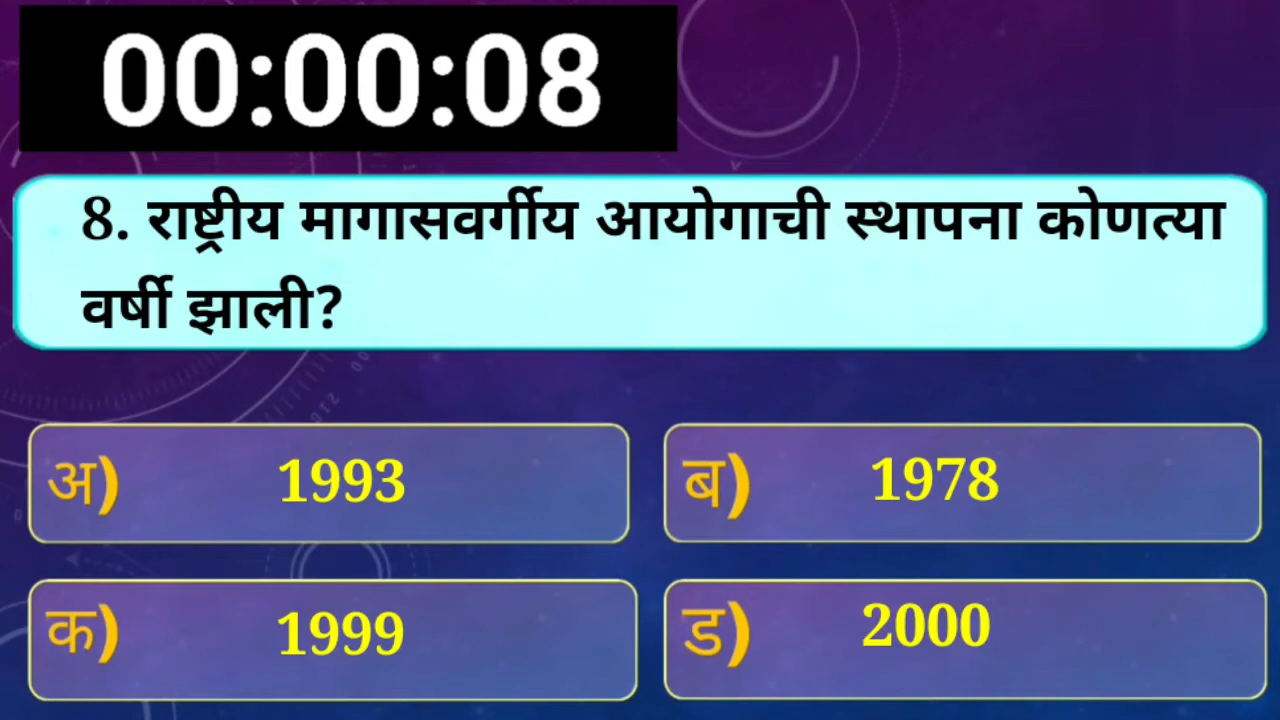 00:00:08
8. राष्ट्रीय मागासवर्गीय आयोगाची स्थापना कोणत्या
वर्षी झाली?
अ) 1993
ब) 1978
क) 1999
ड) 2000